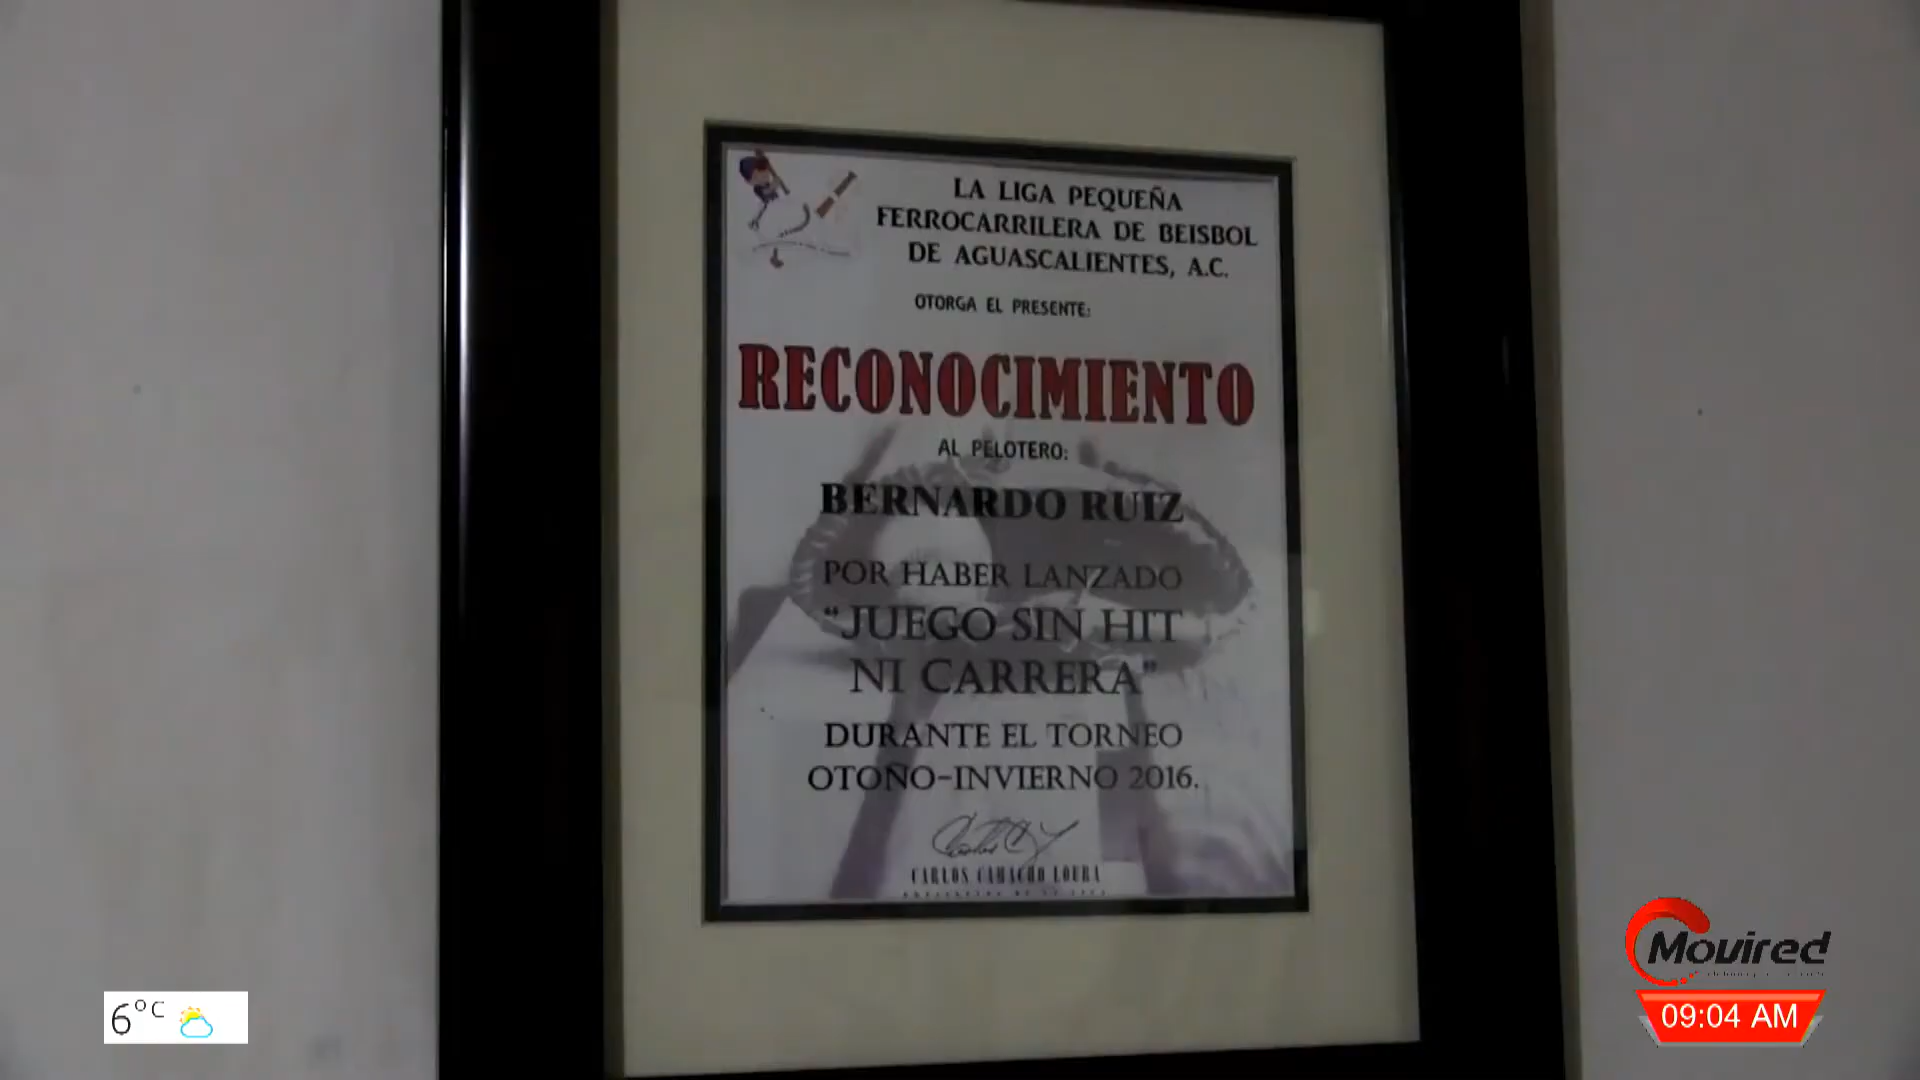 LA LIGA PEQUEÑA
FERROCARRILERA DE BEISBOL
DE AGUASCALIENTES, A.C.
OTORGA EL PRESENTE:
RECONOCIMIENTO
AL PELOTERO:
BERNARDO RUIZ
POR HABER LANZADO
"JUEGO SIN HIT
NI CARRERA"
DURANTE EL TORNEO
OTOÑO-INVIERNO 2016.
CARLOS CAMACHO LOURA
6°C
Movired
09:04 AM